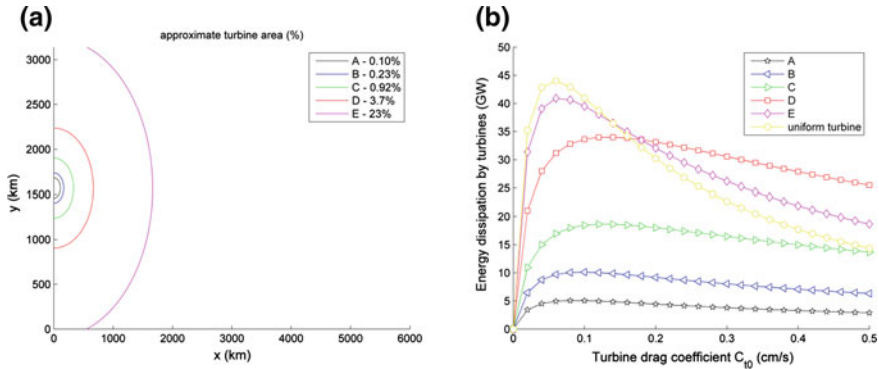 (a)
approximate turbine area (%)
A - 0.10%
B - 0.23%
C - 0.92%
D - 3.7%
E - 23%
3000
2500
2000
1500
1000
500
0
y (km)
0 1000 2000 3000 4000 5000 6000
x (km)
(b)
A
B
C
D
E
uniform turbine
50
45
40
35
30
25
20
15
10
5
0
Energy dissipation by turbines (GW)
0 0.1 0.2 0.3 0.4 0.5
Turbine drag coefficient C_t0 (cm/s)